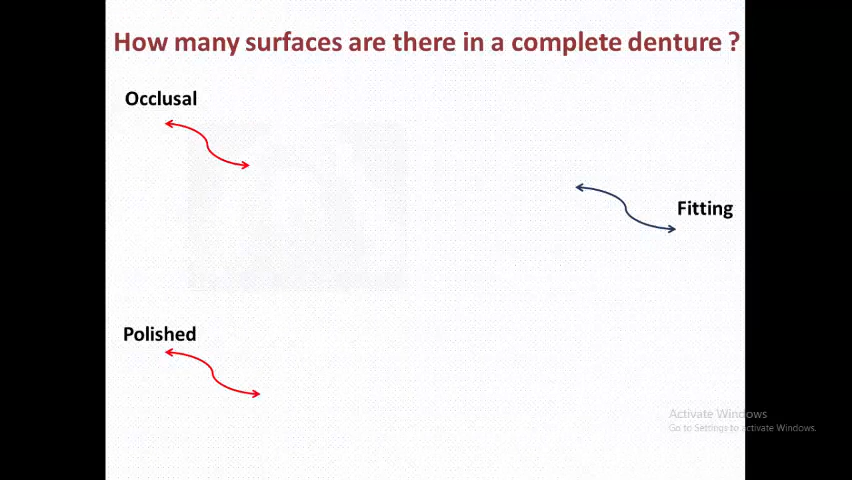 How many surfaces are there in a complete denture ?
Occlusal
Fitting
Polished
Activate Windows
Go to Settings to Activate Windows.